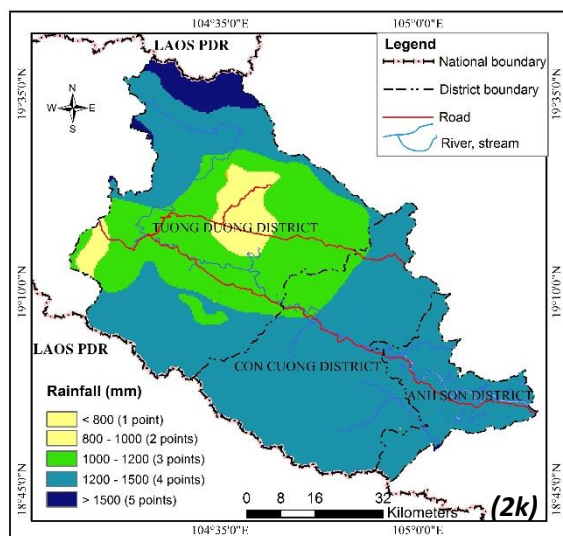 104°35'0"E
105°0'0"E
LAOS PDR
Legend
National boundary
District boundary
Road
River, stream
N
W
E
S
19°35'0"N
19°35'0"N
TUONG DUONG DISTRICT
19°10'0"N
19°10'0"N
LAOS PDR
CON CUONG DISTRICT
ANH SON DISTRICT
Rainfall (mm)
< 800 (1 point)
800 - 1000 (2 points)
1000 - 1200 (3 points)
1200 - 1500 (4 points)
> 1500 (5 points)
18°45'0"N
18°45'0"N
0 8 16 32
Kilometers
(2k)
104°35'0"E
105°0'0"E